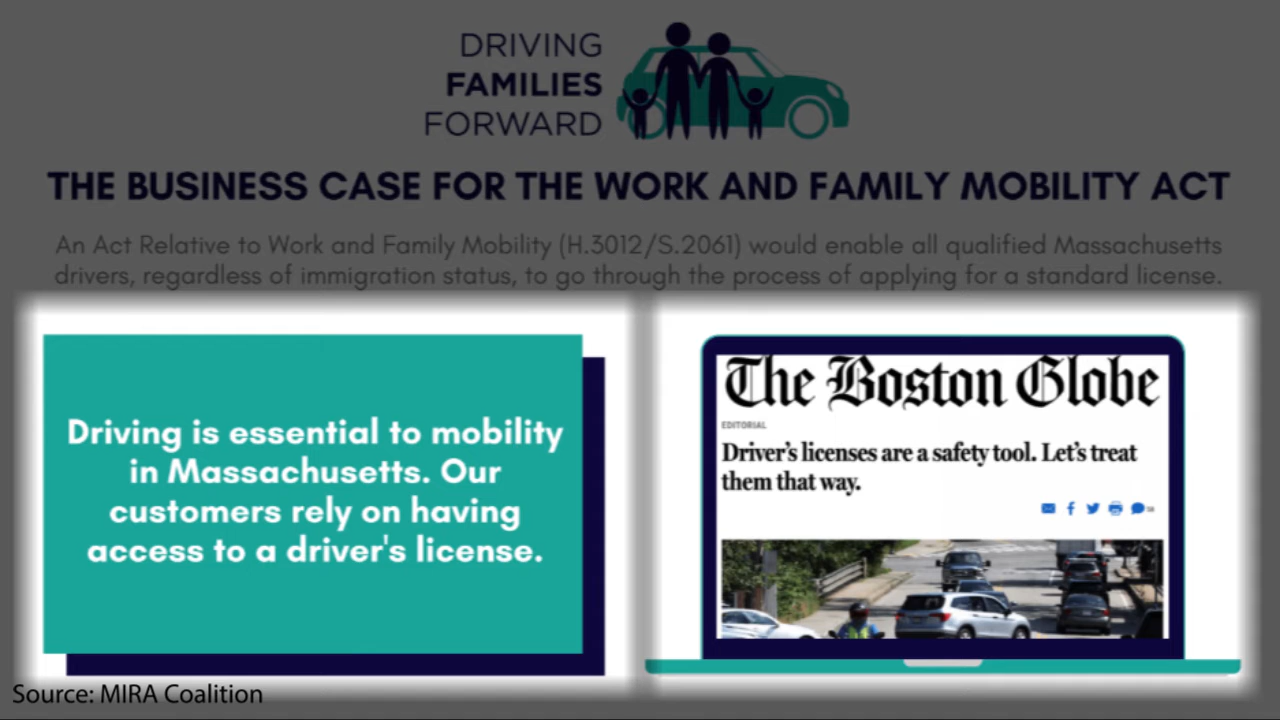 DRIVING
FAMILIES
FORWARD
THE BUSINESS CASE FOR THE WORK AND FAMILY MOBILITY ACT
An Act Relative to Work and Family Mobility (H.3012/S.2061) would enable all qualified Massachusetts
drivers, regardless of immigration status, to go through the process of applying for a standard license.
Driving is essential to mobility
in Massachusetts. Our
customers rely on having
access to a driver's license.
The Boston Globe
EDITORIAL
Driver’s licenses are a safety tool. Let’s treat
them that way.
Source: MIRA Coalition